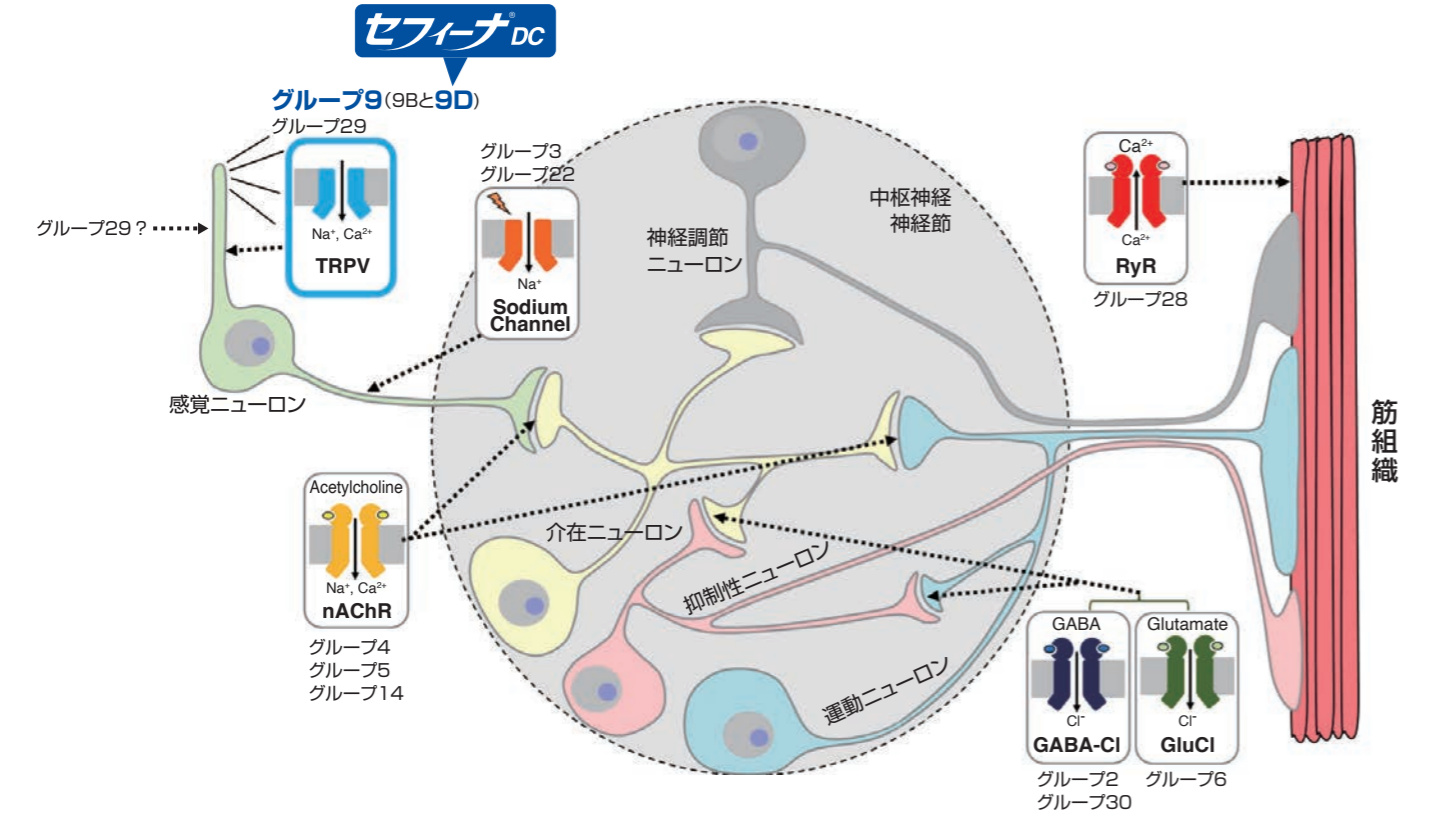 セフィーナ® DC
グループ9(9Bと9D)
グループ29
グループ29?
Na⁺, Ca²⁺
TRPV
グループ3
グループ22
Na⁺
Sodium
Channel
感覚ニューロン
神経調節
ニューロン
中枢神経
神経節
Ca²⁺
Ca²⁺
RyR
グループ28
筋組織
Acetylcholine
Na⁺, Ca²⁺
nAChR
グループ4
グループ5
グループ14
介在ニューロン
抑制性ニューロン
運動ニューロン
GABA
Cl⁻
GABA-Cl
グループ2
グループ30
Glutamate
Cl⁻
GluCl
グループ6